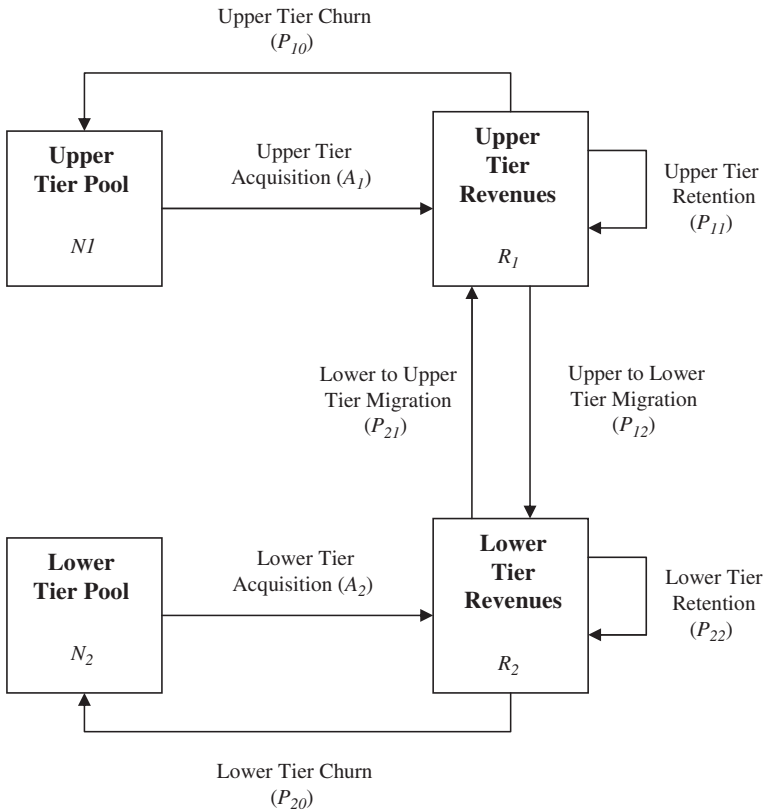 Upper Tier Churn
(P10)
Upper
Tier Pool
N1
Upper Tier
Acquisition (A1)
Upper
Tier
Revenues
R1
Upper Tier
Retention
(P11)
Lower to Upper
Tier Migration
(P21)
Upper to Lower
Tier Migration
(P12)
Lower
Tier Pool
N2
Lower Tier
Acquisition (A2)
Lower
Tier
Revenues
R2
Lower Tier
Retention
(P22)
Lower Tier Churn
(P20)